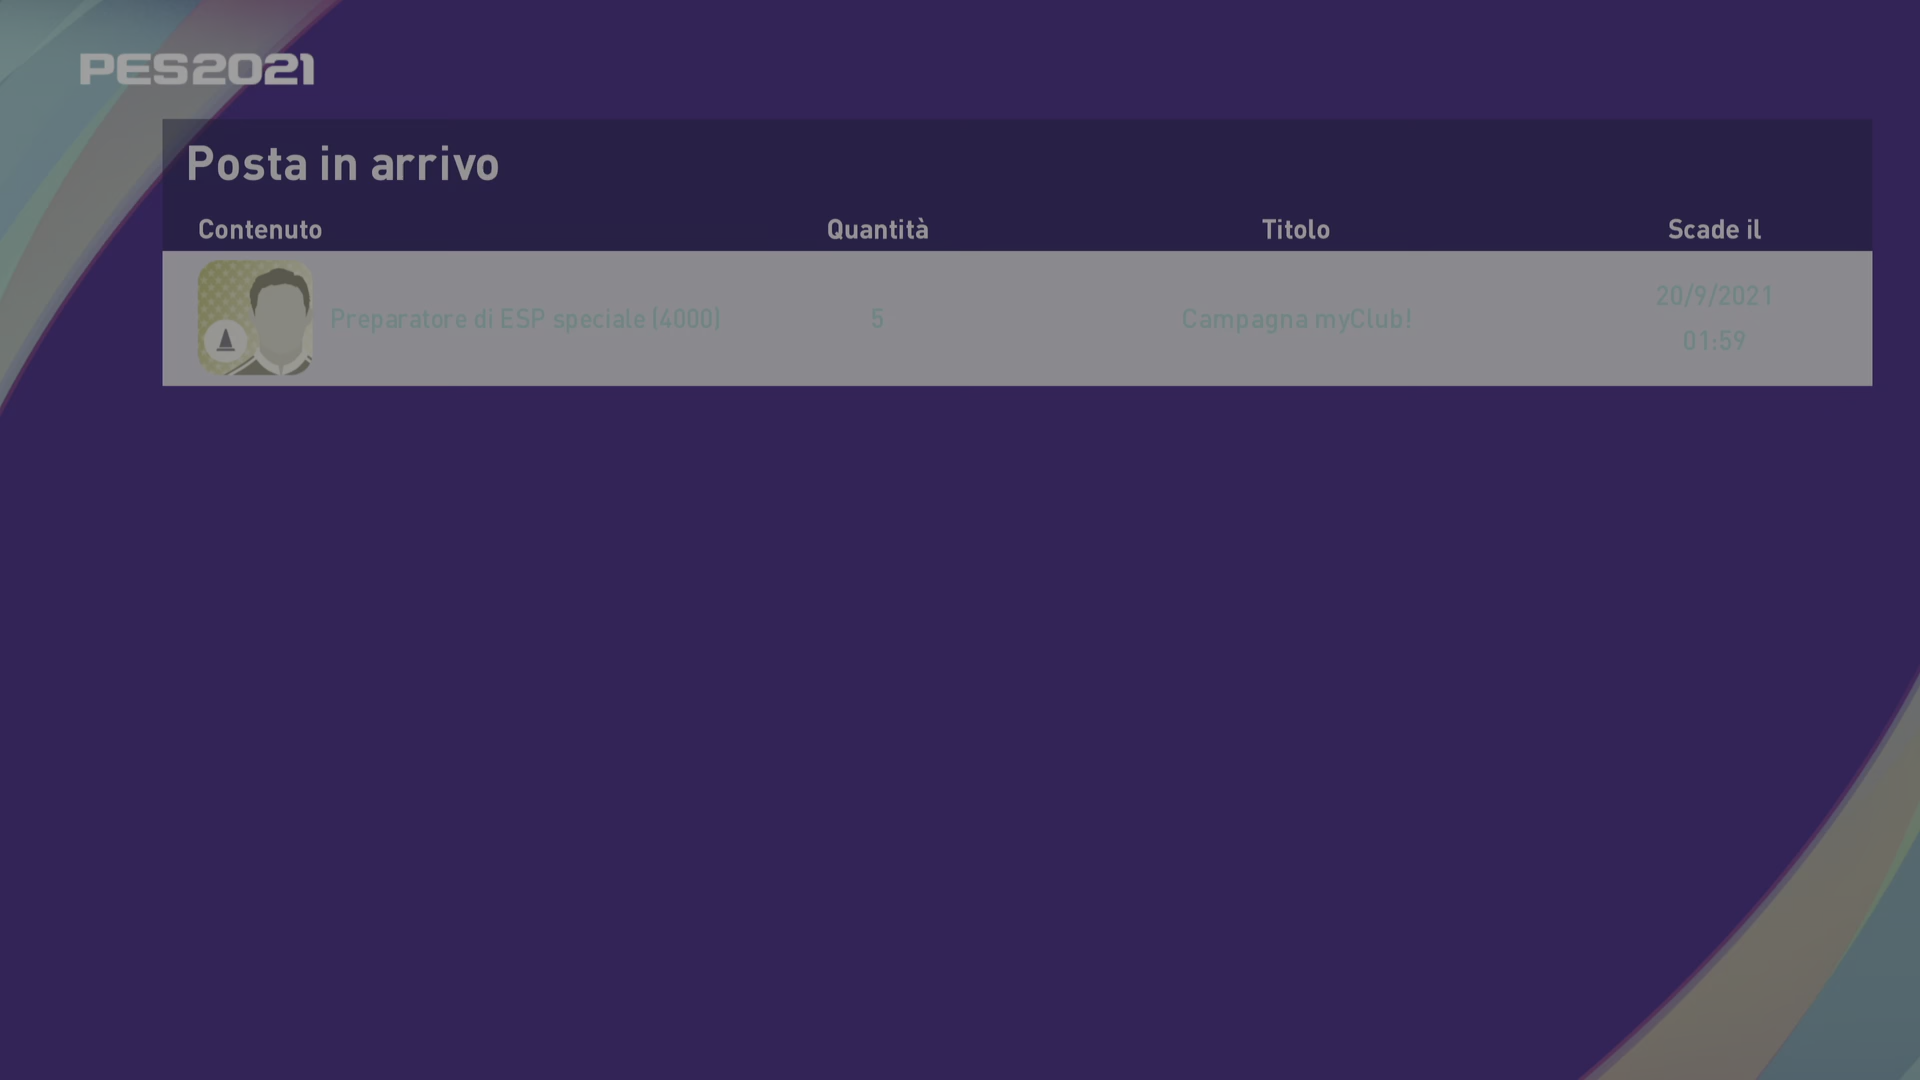 PES2021
Posta in arrivo
Contenuto Quantità Titolo Scade il
Preparatore di ESP speciale (4000) 5 Campagna myClub! 20/9/2021
01:59